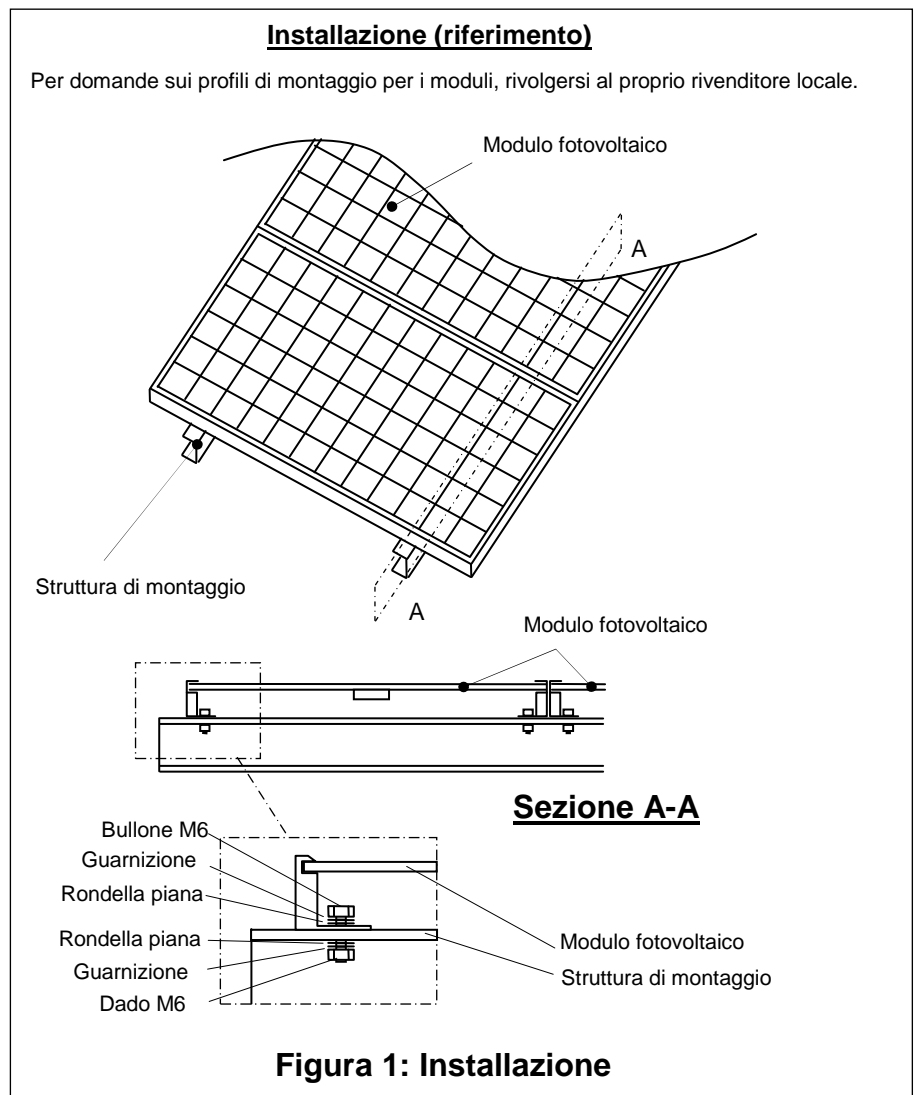 Installazione (riferimento)
Per domande sui profili di montaggio per i moduli, rivolgersi al proprio rivenditore locale.
Modulo fotovoltaico
A
Struttura di montaggio
A
Modulo fotovoltaico
Sezione A-A
Bullone M6
Guarnizione
Rondella piana
Rondella piana
Guarnizione
Dado M6
Modulo fotovoltaico
Struttura di montaggio
Figura 1: Installazione